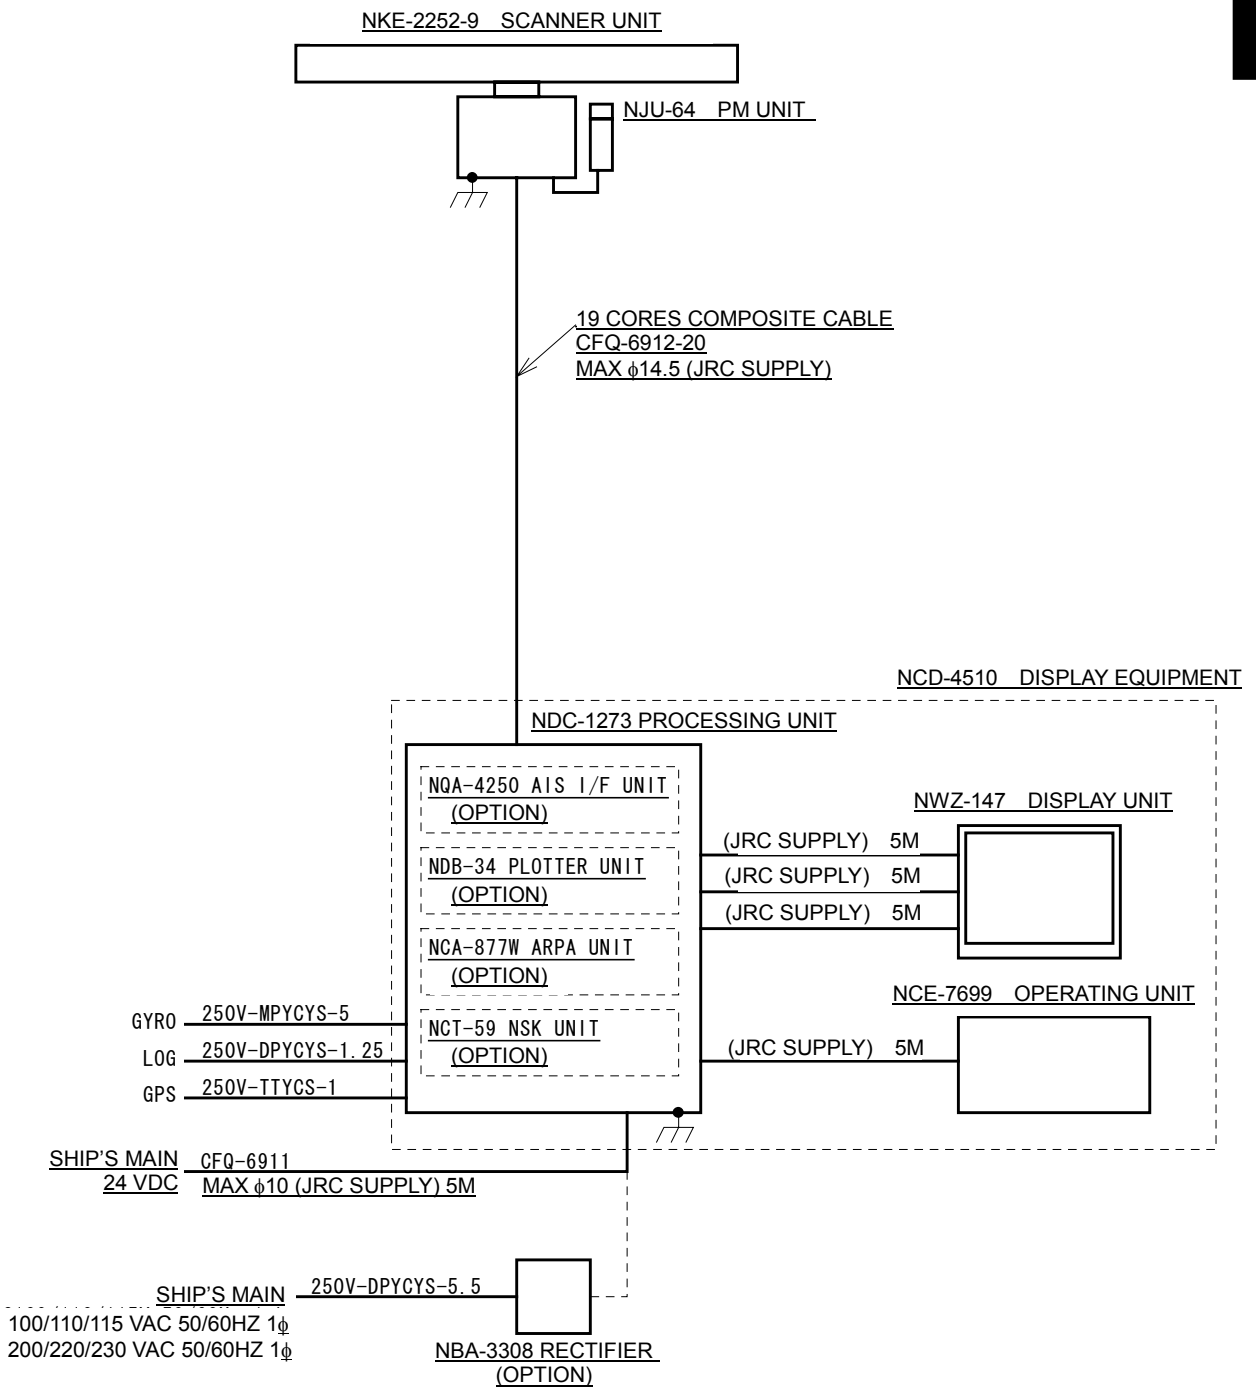 NKE-2252-9 SCANNER UNIT
NJU-64 PM UNIT
19 CORES COMPOSITE CABLE
CFQ-6912-20
MAX ϕ14.5 (JRC SUPPLY)
NCD-4510 DISPLAY EQUIPMENT
NDC-1273 PROCESSING UNIT
NQA-4250 AIS I/F UNIT
(OPTION)
NDB-34 PLOTTER UNIT
(OPTION)
NCA-877W ARPA UNIT
(OPTION)
NCT-59 NSK UNIT
(OPTION)
NWZ-147 DISPLAY UNIT
(JRC SUPPLY) 5M
(JRC SUPPLY) 5M
(JRC SUPPLY) 5M
NCE-7699 OPERATING UNIT
(JRC SUPPLY) 5M
GYRO 250V-MPYCYS-5
LOG 250V-DPYCYS-1.25
GPS 250V-TTYCS-1
SHIP'S MAIN CFQ-6911
24 VDC MAX ϕ10 (JRC SUPPLY) 5M
SHIP'S MAIN 250V-DPYCYS-5.5
100/110/115 VAC 50/60HZ 1ϕ
200/220/230 VAC 50/60HZ 1ϕ
NBA-3308 RECTIFIER
(OPTION)